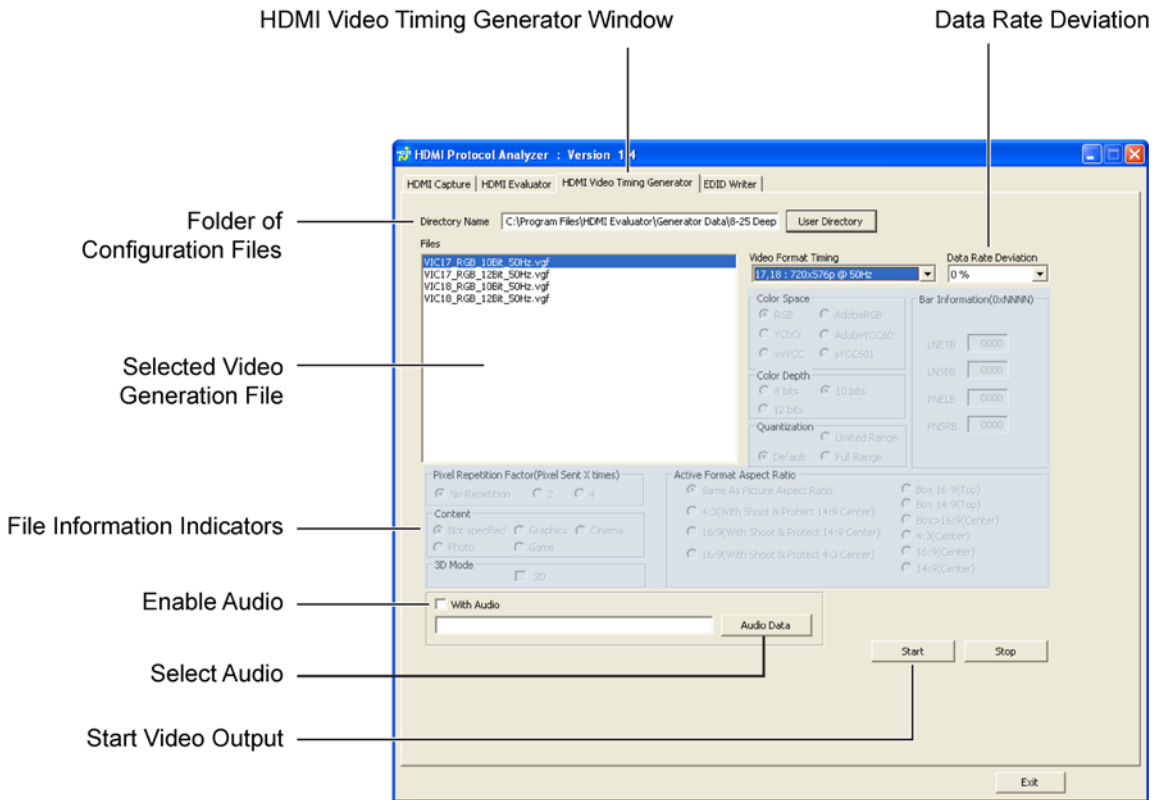 HDMI Video Timing Generator Window
Data Rate Deviation
HDMI Protocol Analyzer : Version 1.4
HDMI Capture
HDMI Evaluator
HDMI Video Timing Generator
EDID Writer
Folder of
Configuration Files
Directory Name
C:\Program Files\HDMI Evaluator\Generator Data\8-25 Deep
User Directory
Files
VIC17_RGB_10Bit_50Hz.vgf
VIC17_RGB_12Bit_50Hz.vgf
VIC18_RGB_10Bit_50Hz.vgf
VIC18_RGB_12Bit_50Hz.vgf
Video Format Timing
17,18 : 720x576p @ 50Hz
Data Rate Deviation
0 %
Selected Video
Generation File
Color Space
RGB
AdobeRGB
YCbCr
AdobeYCC60
xvYCC
sYCC601
Color Depth
8 bits
10 bits
12 bits
Quantization
Limited Range
Default
Full Range
Bar Information(0xNNNN)
LNETB
0000
LNSBB
0000
PNELB
0000
PNSRB
0000
File Information Indicators
Pixel Repetition Factor(Pixel Sent X times)
No Repetition
2
4
Content
Not specified
Graphics
Cinema
Photo
Game
3D Mode
3D
Active Format Aspect Ratio
Same As Picture Aspect Ratio
4:3(With Shoot & Protect 14:9 Center)
16:9(With Shoot & Protect 14:9 Center)
16:9(With Shoot & Protect 4:3 Center)
Box 16:9(Top)
Box 14:9(Top)
Box>16:9(Center)
4:3(Center)
16:9(Center)
14:9(Center)
Enable Audio
With Audio
Audio Data
Select Audio
Start
Stop
Start Video Output
Exit